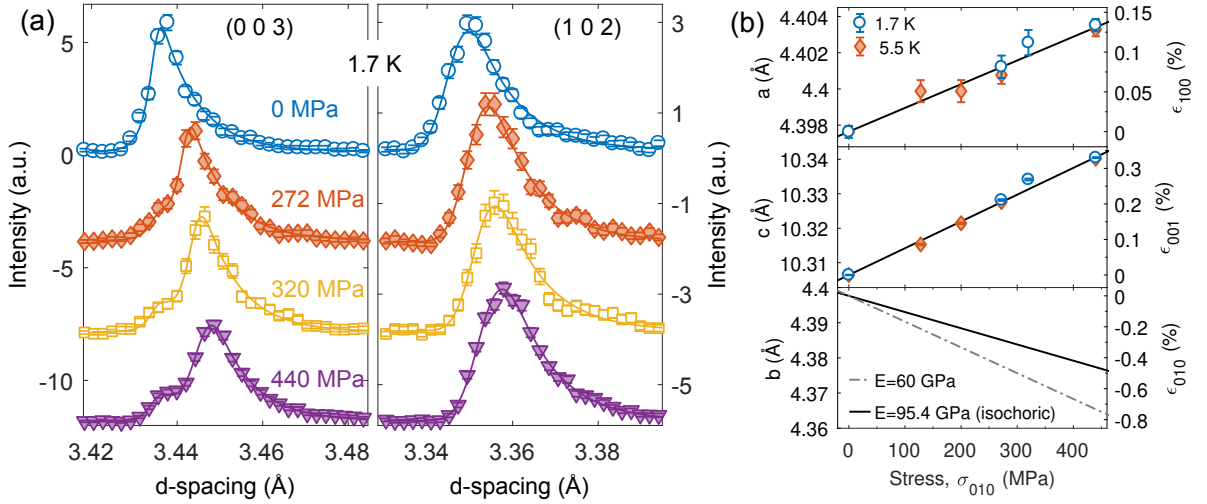 (a)
(0 0 3)
(1 0 2)
1.7 K
0 MPa
272 MPa
320 MPa
440 MPa
Intensity (a.u.)
5
0
-5
-10
3.42
3.44
3.46
3.48
d-spacing (Å)
Intensity (a.u.)
3
1
-1
-3
-5
3.34
3.36
3.38
d-spacing (Å)
(b)
1.7 K
5.5 K
a (Å)
4.404
4.402
4.4
4.398
ϵ100 (%)
0.15
0.1
0.05
0
c (Å)
10.34
10.33
10.32
10.31
ϵ001 (%)
0.3
0.2
0.1
0
b (Å)
4.4
4.39
4.38
4.37
4.36
ϵ010 (%)
0
-0.2
-0.4
-0.6
-0.8
E=60 GPa
E=95.4 GPa (isochoric)
0
100
200
300
400
Stress, σ010 (MPa)